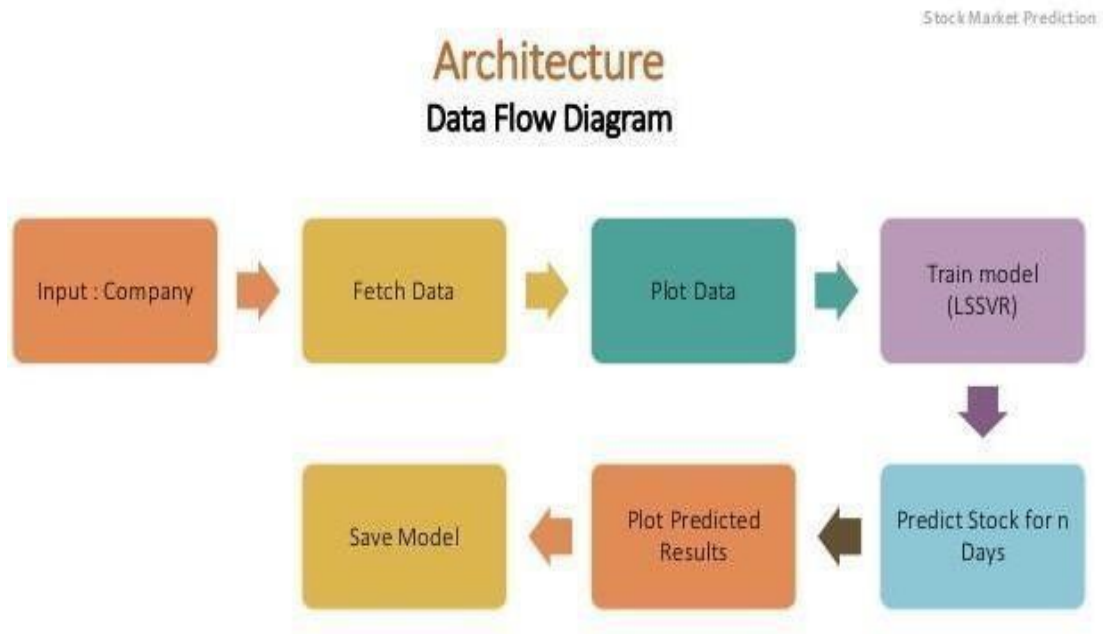 Stock Market Prediction
Architecture
Data Flow Diagram
Input : Company
Fetch Data
Plot Data
Train model
(LSSVR)
Predict Stock for n
Days
Plot Predicted
Results
Save Model